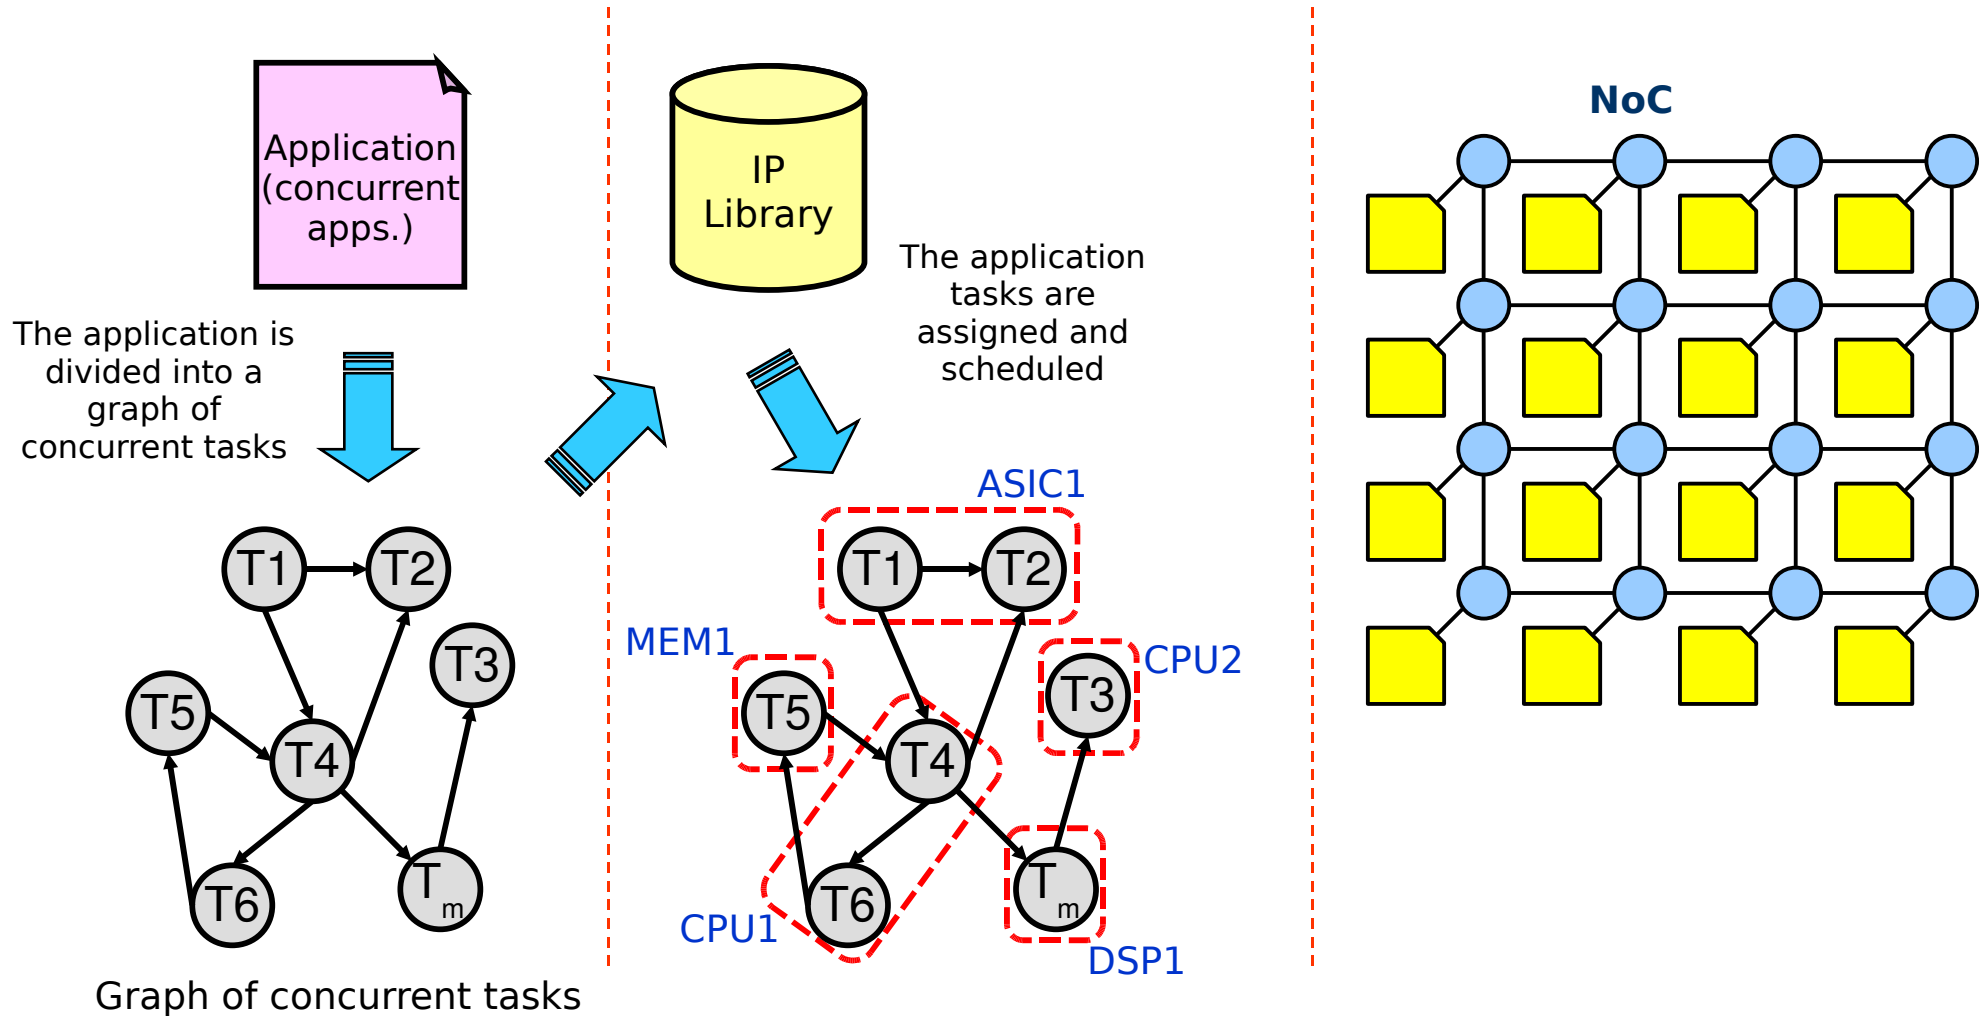 Application
(concurrent
apps.)
The application is
divided into a
graph of
concurrent tasks
T1
T2
T3
T5
T4
T6
Tm
Graph of concurrent tasks
IP
Library
The application
tasks are
assigned and
scheduled
ASIC1
T1
T2
MEM1
CPU2
T3
T5
T4
T6
Tm
CPU1
DSP1
NoC